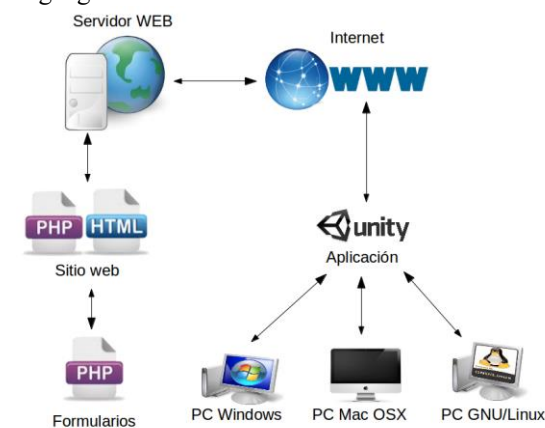 Servidor WEB
Internet
WWW
PHP HTML
Sitio web
unity
Aplicación
PHP
Formularios
PC Windows
PC Mac OSX
PC GNU/Linux